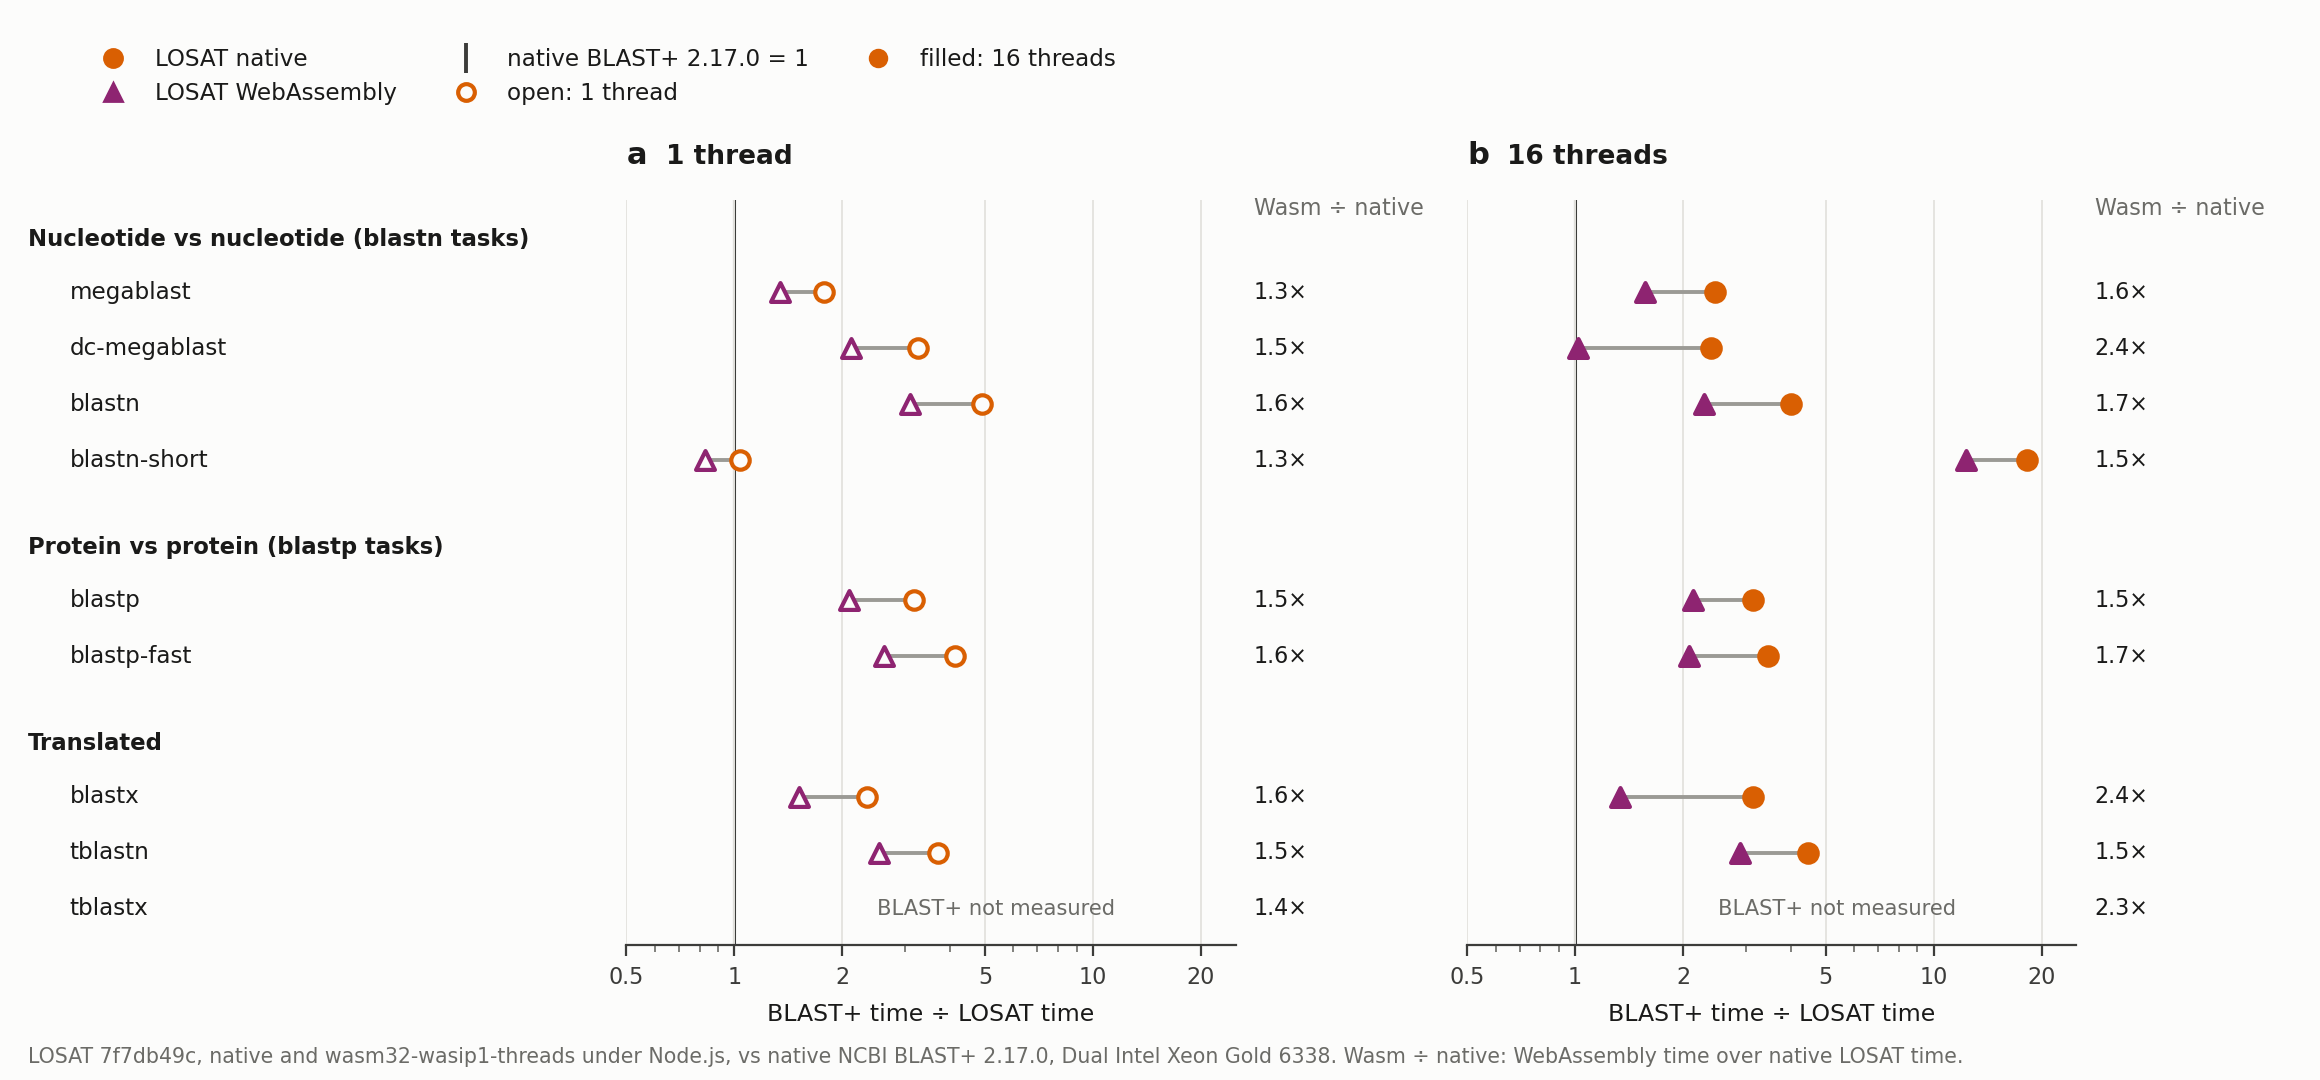 LOSAT native
native BLAST+ 2.17.0 = 1
filled: 16 threads
LOSAT WebAssembly
open: 1 thread
a 1 thread
b 16 threads
Wasm ÷ native
Wasm ÷ native
Nucleotide vs nucleotide (blastn tasks)
megablast 1.3× 1.6×
dc-megablast 1.5× 2.4×
blastn 1.6× 1.7×
blastn-short 1.3× 1.5×
Protein vs protein (blastp tasks)
blastp 1.5× 1.5×
blastp-fast 1.6× 1.7×
Translated
blastx 1.6× 2.4×
tblastn 1.5× 1.5×
tblastx BLAST+ not measured 1.4× BLAST+ not measured 2.3×
0.5 1 2 5 10 20 0.5 1 2 5 10 20
BLAST+ time ÷ LOSAT time
BLAST+ time ÷ LOSAT time
LOSAT 7f7db49c, native and wasm32-wasip1-threads under Node.js, vs native NCBI BLAST+ 2.17.0, Dual Intel Xeon Gold 6338. Wasm ÷ native: WebAssembly time over native LOSAT time.